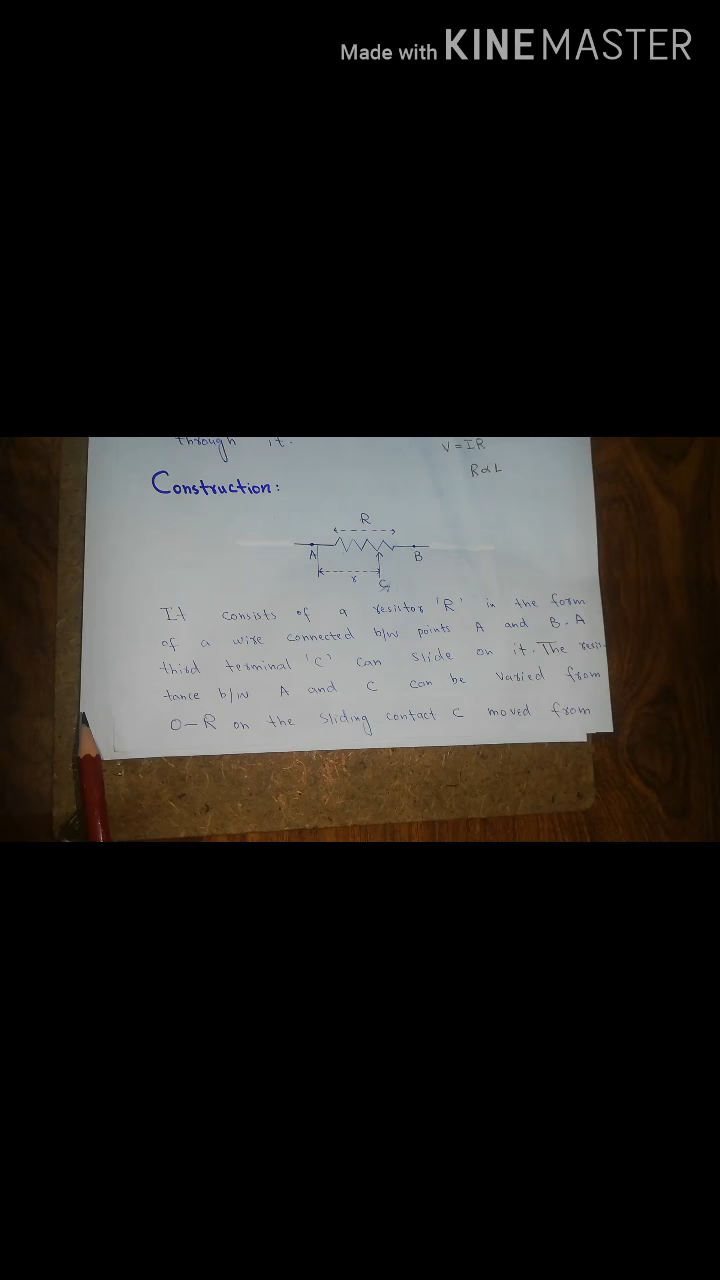 Made with KINEMASTER
through it.
V = IR
R∝L
Construction:
R
A
B
r
C
It consists of a resistor 'R' in the form
of a wire connected b/w points A and B. A
third terminal 'C' can slide on it. The resis-
tance b/w A and C can be varied from
0-R on the sliding contact C moved from